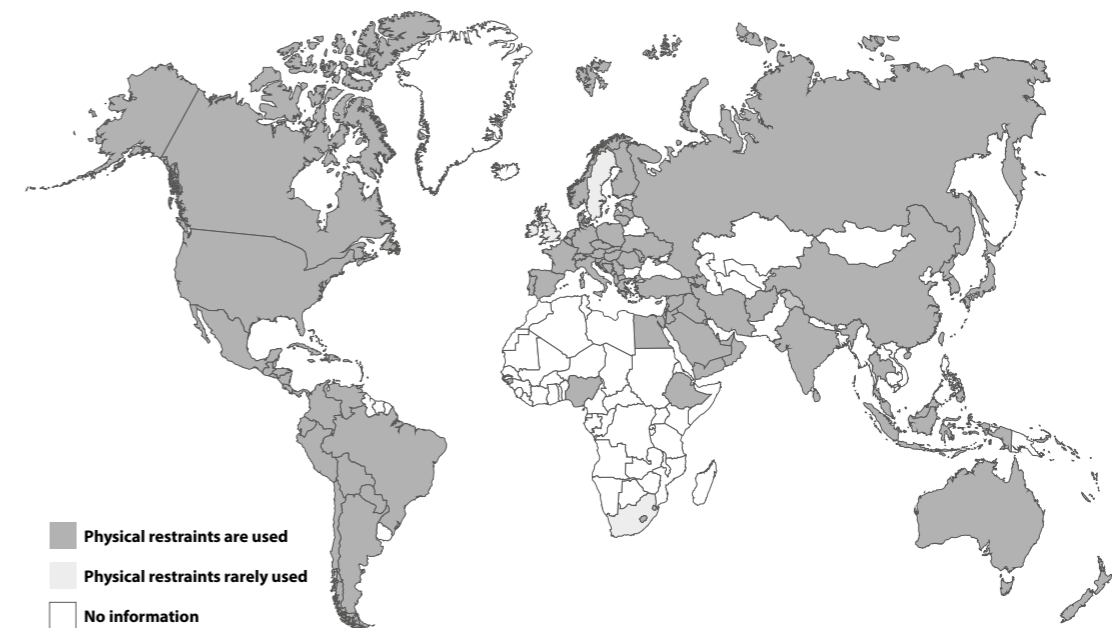 Physical restraints are used
Physical restraints rarely used
No information